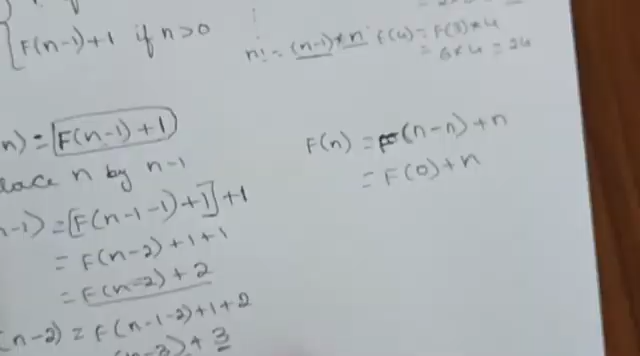 F(n-1)+1 if n>0
n! = (n-1)*n F(4) = F(3)*4
= 6*4 = 24
n) = F(n-1)+1
lace n by n-1
n-1) = [F(n-1-1)+1]+1
= F(n-2)+1+1
= F(n-2)+2
(n-2) = F(n-1-2)+1+2
+ 3
F(n) = F(n-n)+n
= F(0)+n